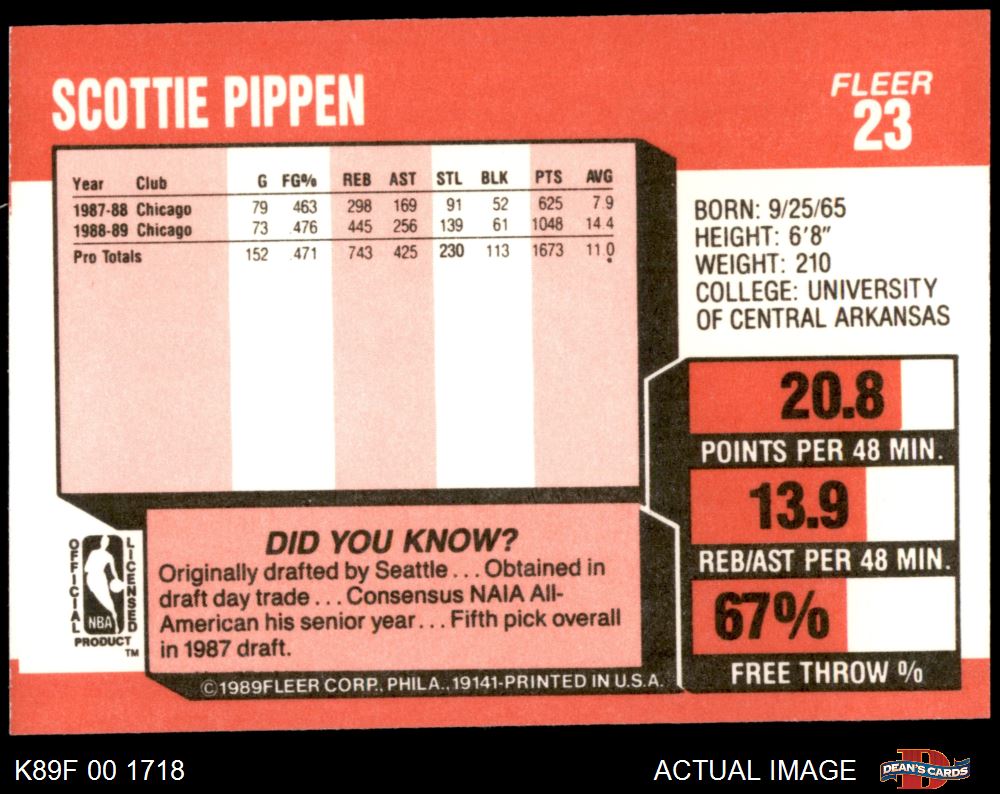 SCOTTIE PIPPEN
FLEER
23
Year Club G FG% REB AST STL BLK PTS AVG
1987-88 Chicago 79 .463 298 169 91 52 625 7.9
1988-89 Chicago 73 .476 445 256 139 61 1048 14.4
Pro Totals 152 .471 743 425 230 113 1673 11.0
BORN: 9/25/65
HEIGHT: 6'8"
WEIGHT: 210
COLLEGE: UNIVERSITY
OF CENTRAL ARKANSAS
20.8
POINTS PER 48 MIN.
13.9
REB/AST PER 48 MIN.
67%
FREE THROW %
OFFICIAL
LICENSED
NBA
PRODUCT
TM
DID YOU KNOW?
Originally drafted by Seattle... Obtained in
draft day trade... Consensus NAIA All-
American his senior year... Fifth pick overall
in 1987 draft.
©1989FLEER CORP., PHILA., 19141-PRINTED IN U.S.A.
K89F 00 1718
ACTUAL IMAGE
D
DEAN'S CARDS